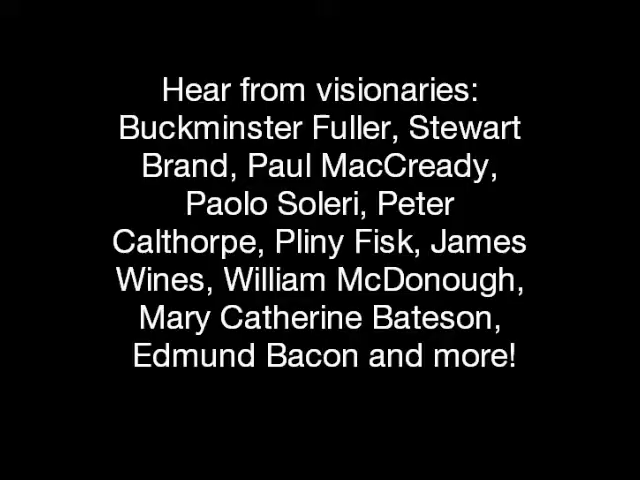 Hear from visionaries:
Buckminster Fuller, Stewart
Brand, Paul MacCready,
Paolo Soleri, Peter
Calthorpe, Pliny Fisk, James
Wines, William McDonough,
Mary Catherine Bateson,
Edmund Bacon and more!